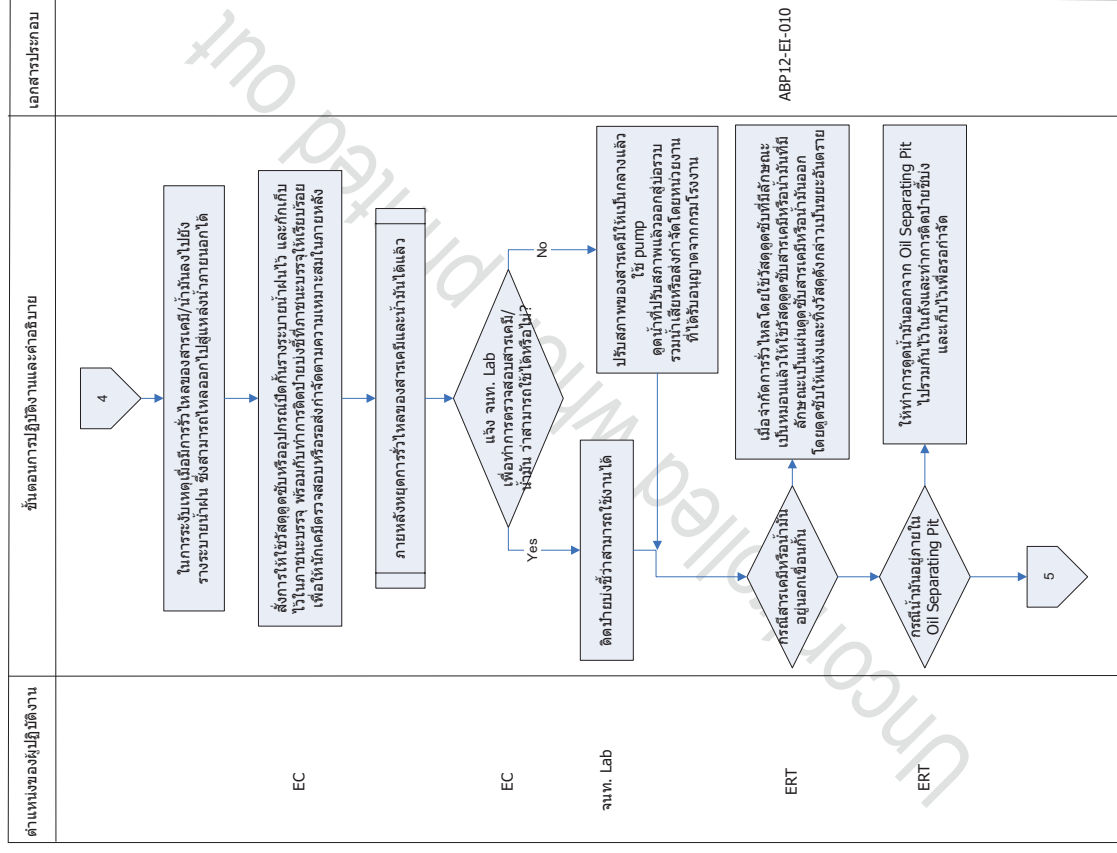 ตำแหน่งของผู้ปฏิบัติงาน
ขั้นตอนการปฏิบัติงานและคำอธิบาย
เอกสารประกอบ
4
ในการระงับเหตุเมื่อมีการรั่วไหลของสารเคมี/น้ำมันลงไปยัง
รางระบายน้ำฝน ซึ่งสามารถไหลออกไปสู่แหล่งน้ำภายนอกได้
EC
สั่งการให้ใช้วัสดุดูดซับหรืออุปกรณ์ปิดกั้นรางระบายน้ำฝนไว้ และกักเก็บ
ไว้ในภาชนะบรรจุ พร้อมกับทำการติดป้ายบ่งชี้ที่ภาชนะบรรจุให้เรียบร้อย
เพื่อให้นักเคมีตรวจสอบหรือรอส่งกำจัดตามความเหมาะสมในภายหลัง
ภายหลังหยุดการรั่วไหลของสารเคมีและน้ำมันได้แล้ว
EC
แจ้ง จนท. Lab
เพื่อทำการตรวจสอบสารเคมี/
น้ำมัน ว่าสามารถใช้ได้หรือไม่?
Yes
No
จนท. Lab
ติดป้ายบ่งชี้ว่าสามารถใช้งานได้
ปรับสภาพของสารเคมีให้เป็นกลางแล้ว
ใช้ pump
ดูดน้ำที่ปรับสภาพแล้วออกสู่บ่อรวบ
รวมน้ำเสียหรือส่งกำจัดโดยหน่วยงาน
ที่ได้รับอนุญาตจากกรมโรงงาน
ERT
กรณีสารเคมีหรือน้ำมัน
อยู่นอกเขื่อนกั้น
เมื่อจำกัดการรั่วไหลโดยใช้วัสดุดูดซับที่มีลักษณะ
เป็นหมอนแล้วให้ใช้วัสดุดูดซับสารเคมีหรือน้ำมันที่มี
ลักษณะเป็นแผ่นดูดซับสารเคมีหรือน้ำมันออก
โดยดูดซับให้แห้งและทิ้งวัสดุดังกล่าวเป็นขยะอันตราย
ABP12-EI-010
ERT
กรณีน้ำมันอยู่ภายใน
Oil Separating Pit
ให้ทำการดูดน้ำมันออกจาก Oil Separating Pit
ไปรวมกันไว้ในถังและทำการติดป้ายชี้บ่ง
และเก็บไว้เพื่อรอกำจัด
5
Uncontrolled when printed out